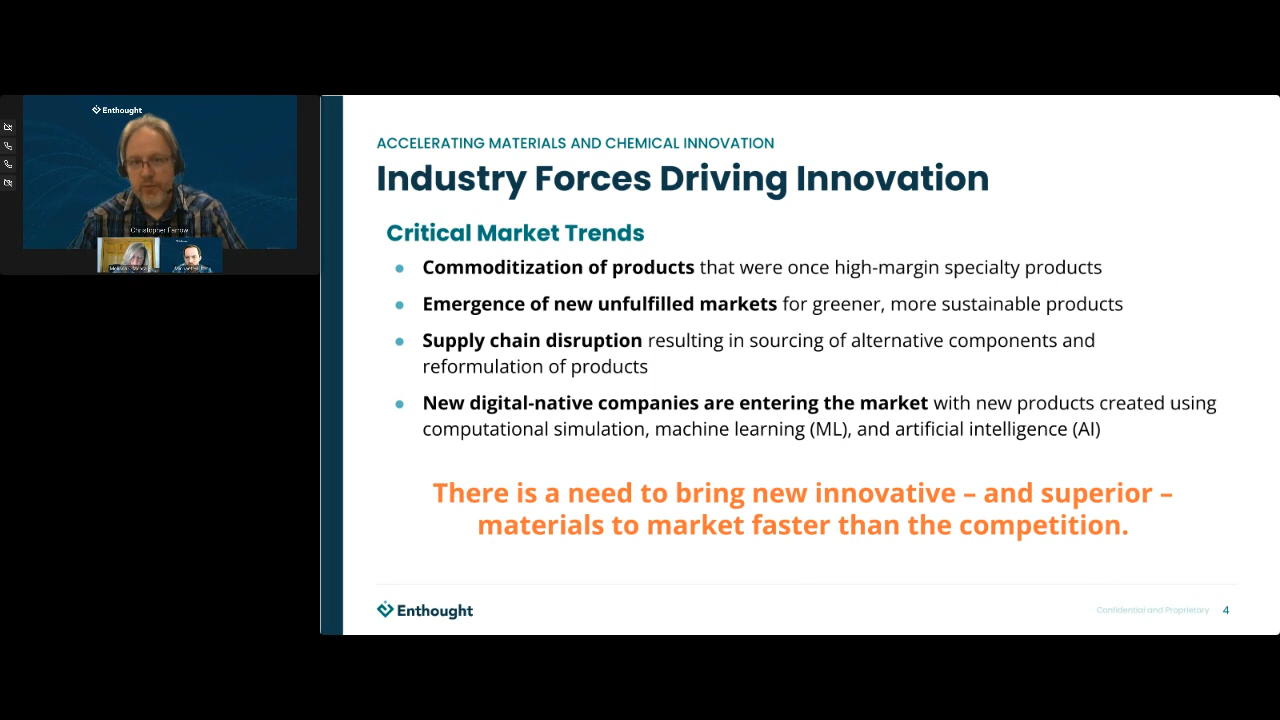 Enthought
Christopher Farrow
ACCELERATING MATERIALS AND CHEMICAL INNOVATION
Industry Forces Driving Innovation
Critical Market Trends
Commoditization of products that were once high-margin specialty products
Emergence of new unfulfilled markets for greener, more sustainable products
Supply chain disruption resulting in sourcing of alternative components and
reformulation of products
New digital-native companies are entering the market with new products created using
computational simulation, machine learning (ML), and artificial intelligence (AI)
There is a need to bring new innovative – and superior –
materials to market faster than the competition.
Enthought
Confidential and Proprietary 4